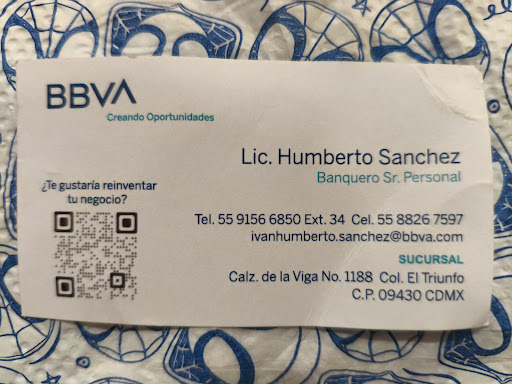 BBVA
Creando Oportunidades
Lic. Humberto Sanchez
Banquero Sr. Personal
¿Te gustaría reinventar
tu negocio?
Tel. 55 9156 6850 Ext. 34 Cel. 55 8826 7597
ivanhumberto.sanchez@bbva.com
SUCURSAL
Calz. de la Viga No. 1188 Col. El Triunfo
C.P. 09430 CDMX